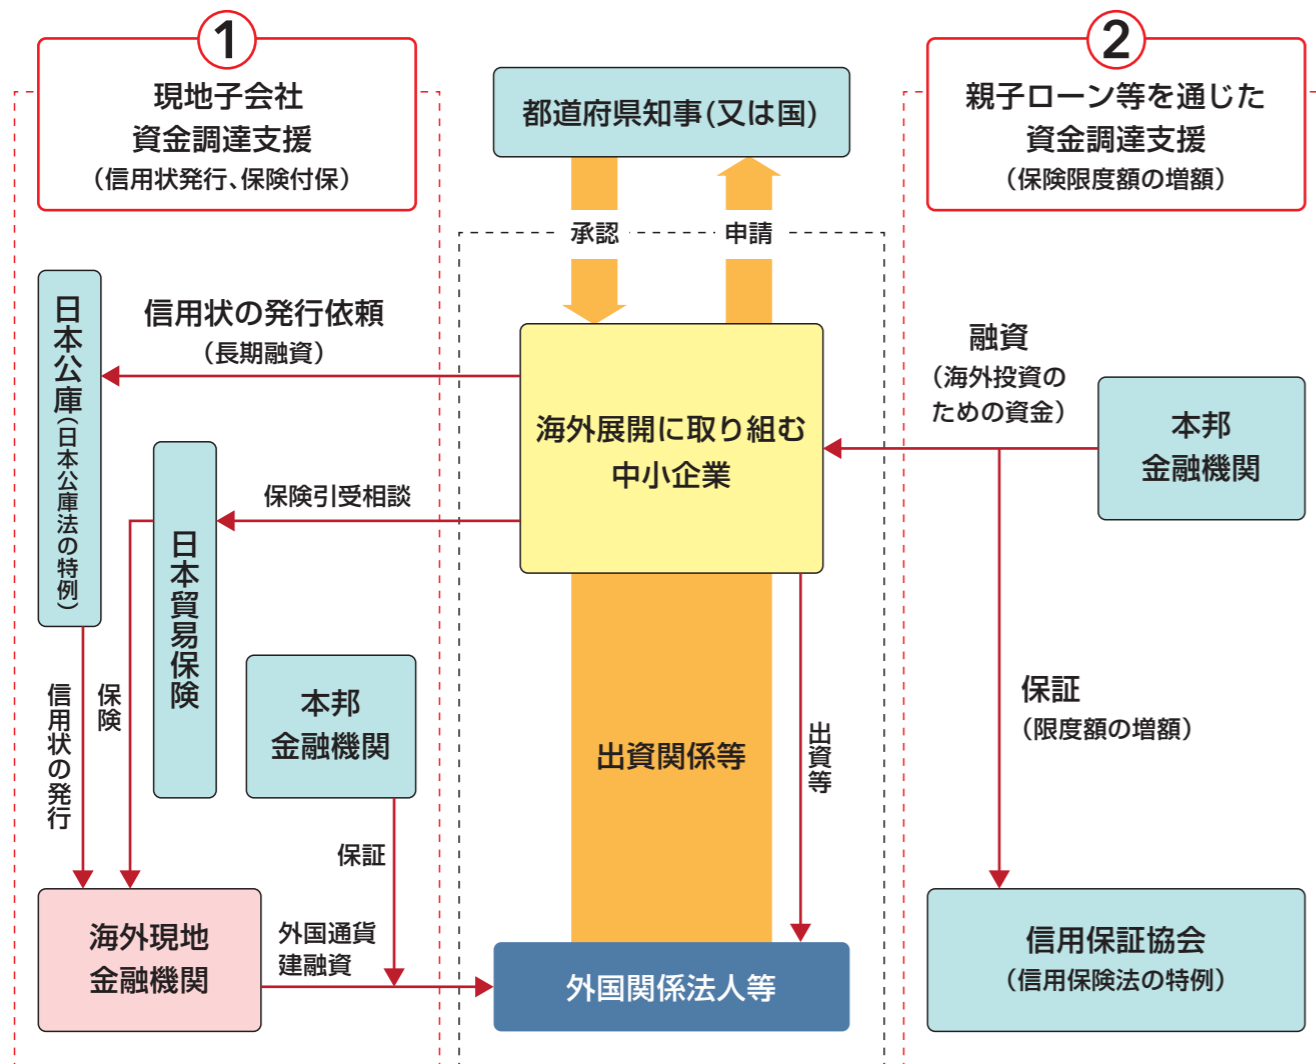 1
現地子会社
資金調達支援
(信用状発行、保険付保)
都道府県知事(又は国)
2
親子ローン等を通じた
資金調達支援
(保険限度額の増額)
承認
申請
日本公庫(日本公庫法の特例)
信用状の発行依頼
(長期融資)
海外展開に取り組む
中小企業
融資
(海外投資の
ための資金)
本邦
金融機関
保険引受相談
日本貿易保険
信用状の発行
保険
本邦
金融機関
出資関係等
出資等
保証
(限度額の増額)
保証
海外現地
金融機関
外国通貨
建融資
外国関係法人等
信用保証協会
(信用保険法の特例)